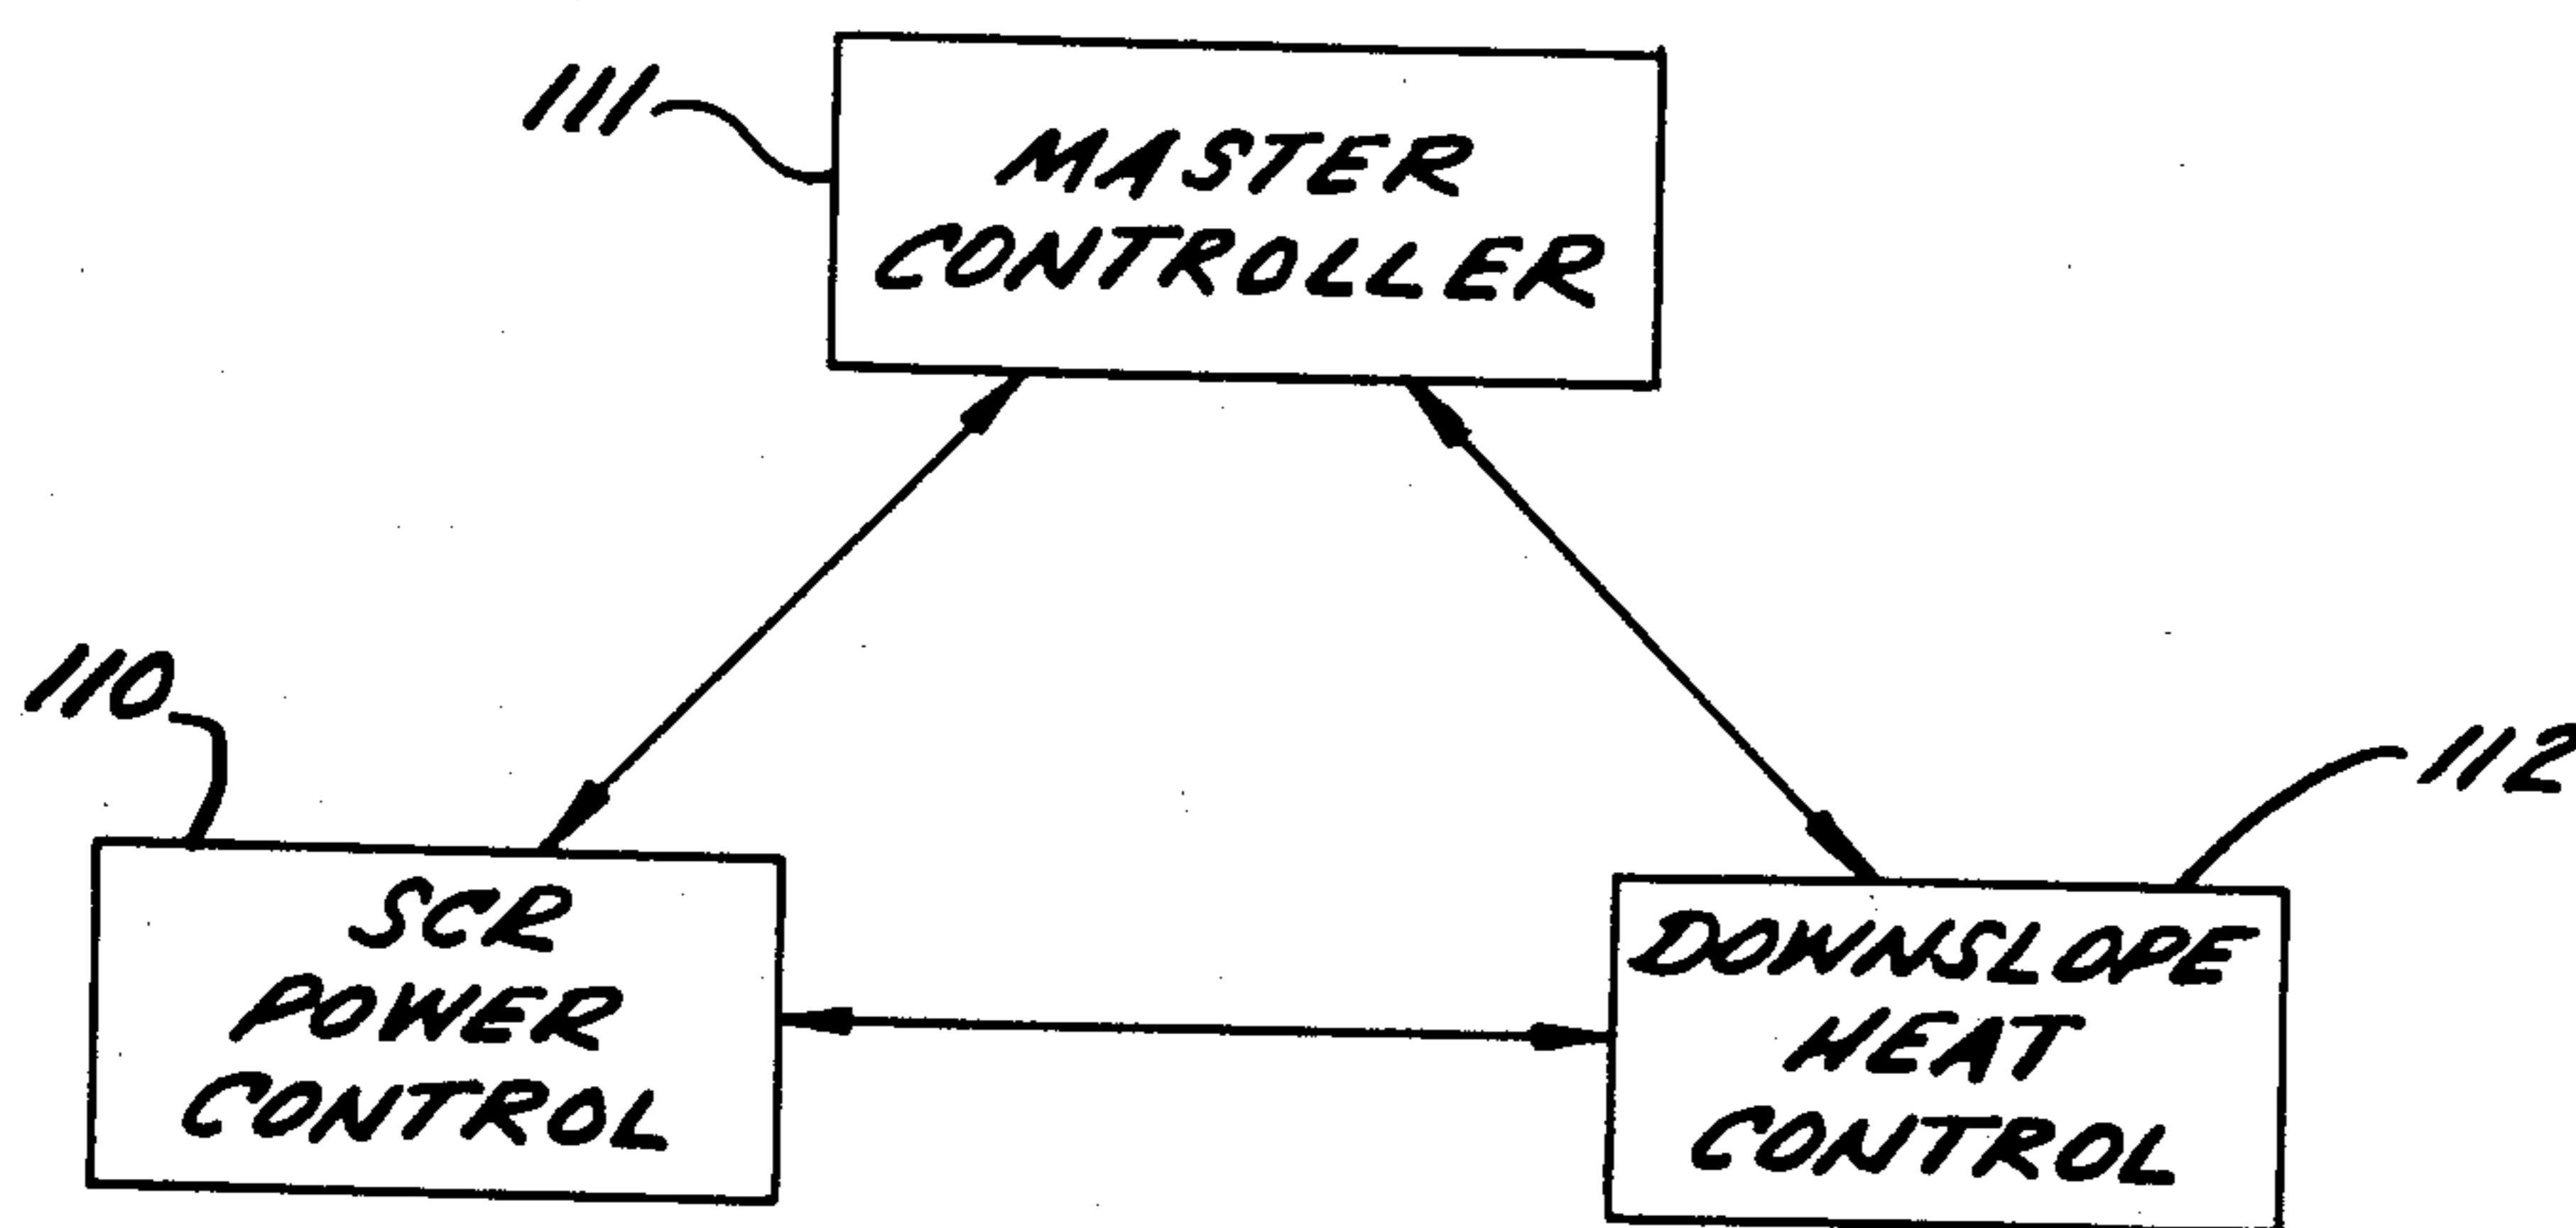 111
MASTER
CONTROLLER
110
SCR
POWER
CONTROL
112
DOWNSLOPE
HEAT
CONTROL